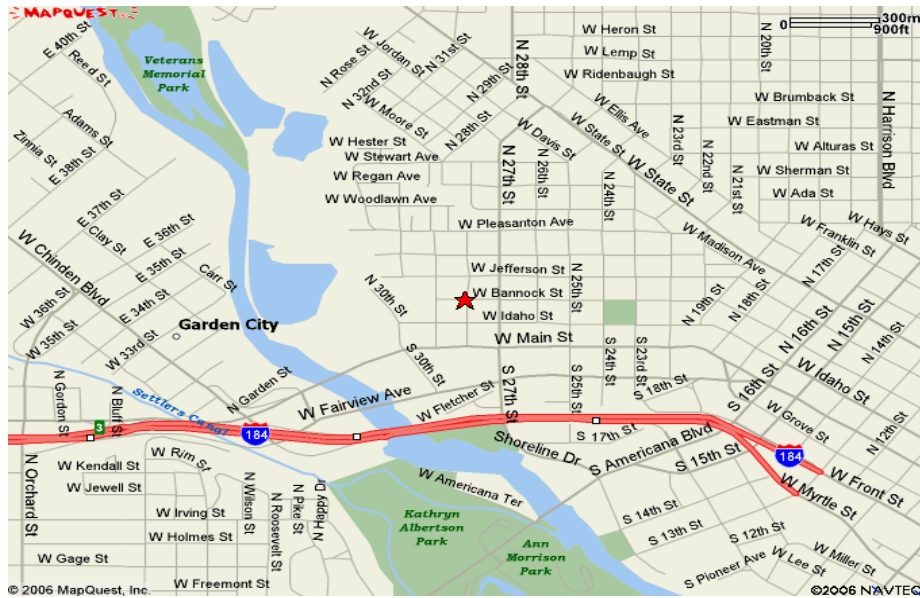 MAPQUEST
300m
900ft
E 40th St
Reed St
Veterans
Memorial
Park
N Rose St
W Jordan St
N 31st St
N 32nd St
W Moore St
N 29th St
N 28th St
N 28th St
W Heron St
W Lemp St
W Ridenbaugh St
N 20th St
W Brumback St
W Eastman St
N Harrison Blvd
W Ellis Ave
W State St
W State St
N 23rd St
N 22nd St
N 21st St
W Alturas St
W Sherman St
W Ada St
Adams St
Zinnia St
E 38th St
W Hester St
W Stewart Ave
W Regan Ave
W Woodlawn Ave
W Davis St
N 27th St
N 26th St
N 24th St
E 37th St
E Clay St
E 36th St
W Pleasanton Ave
W Madison Ave
W Franklin St
W Hays St
W Chinden Blvd
E 35th St
Carr St
E 34th St
W 36th St
W 35th St
W 33rd St
Garden City
N 30th St
W Jefferson St
W Bannock St
W Idaho St
N 25th St
W Main St
N 19th St
N 18th St
N 17th St
N 16th St
N 15th St
N 14th St
S 30th St
S 24th St
S 23rd St
S 18th St
S 16th St
W Idaho St
N Gordon St
N Bluff St
Settlers Canal
N Garden St
W Fairview Ave
W Fletcher St
S 27th St
S 25th St
W Grove St
N 12th St
3
184
S 17th St
Shoreline Dr
S Americana Blvd
S 15th St
184
W Front St
W Myrtle St
N Orchard St
W Kendall St
W Jewell St
W Rim St
W Irving St
W Holmes St
W Gage St
W Freemont St
N Wilson St
N Roosevelt St
N Pike St
N Happy Dr
W Americana Ter
Kathryn
Albertson
Park
Ann
Morrison
Park
S 14th St
S 13th St
S 12th St
S Pioneer Ave
W Lee St
W Miller St
© 2006 MapQuest, Inc.
©2006 NAVTEQ